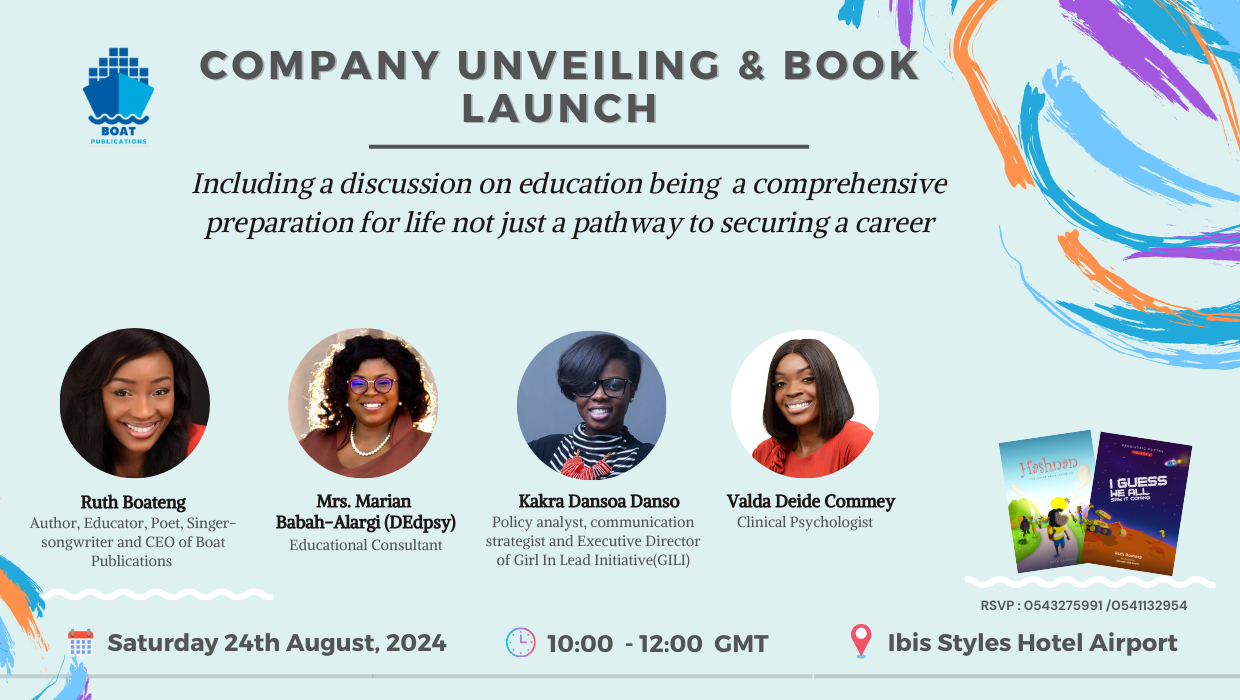 BOAT
PUBLICATIONS
COMPANY UNVEILING & BOOK
LAUNCH
Including a discussion on education being a comprehensive
preparation for life not just a pathway to securing a career
Ruth Boateng
Author, Educator, Poet, Singer-
songwriter and CEO of Boat
Publications
Mrs. Marian
Babah-Alargi (DEdpsy)
Educational Consultant
Kakra Dansoa Danso
Policy analyst, communication
strategist and Executive Director
of Girl In Lead Initiative(GILI)
Valda Deide Commey
Clinical Psychologist
Hashnan
I GUESS
WE ALL
SAW IT COMING
Ruth Boateng
RSVP : 0543275991 /0541132954
Saturday 24th August, 2024
10:00 - 12:00 GMT
Ibis Styles Hotel Airport